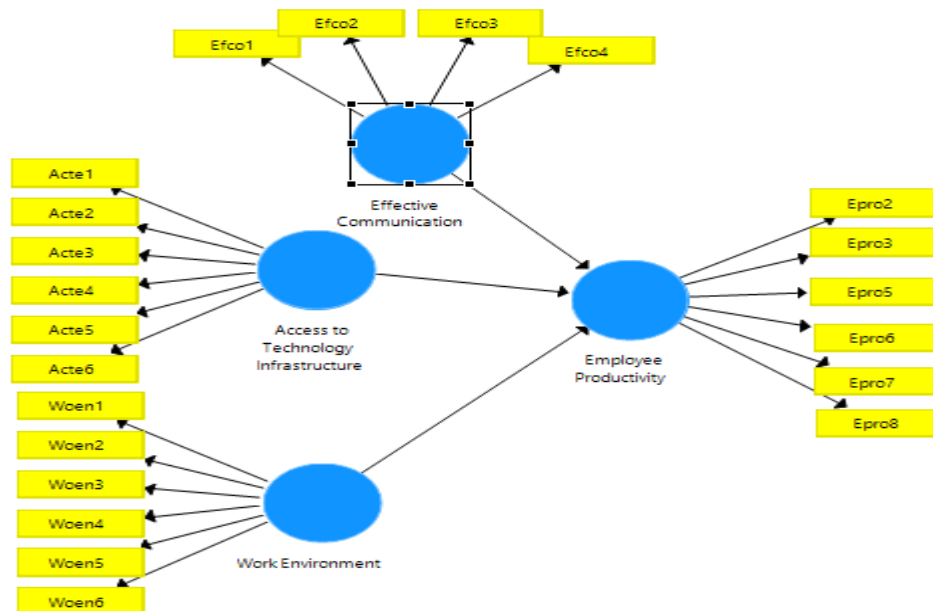 Efco1
Efco2
Efco3
Efco4
Effective
Communication
Acte1
Acte2
Acte3
Acte4
Acte5
Acte6
Access to
Technology
Infrastructure
Woen1
Woen2
Woen3
Woen4
Woen5
Woen6
Work Environment
Employee
Productivity
Epro2
Epro3
Epro5
Epro6
Epro7
Epro8